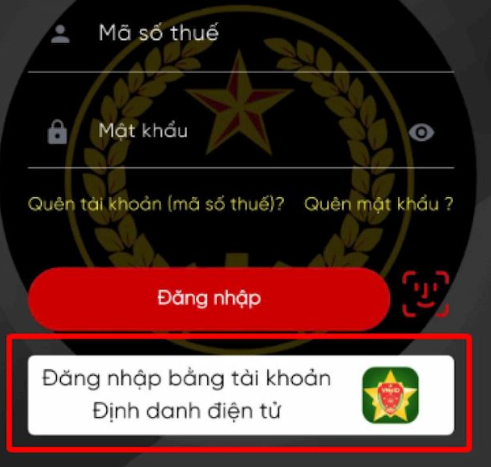 Mã số thuế
Mật khẩu
Quên tài khoản (mã số thuế)? Quên mật khẩu ?
Đăng nhập
Đăng nhập bằng tài khoản
Định danh điện tử